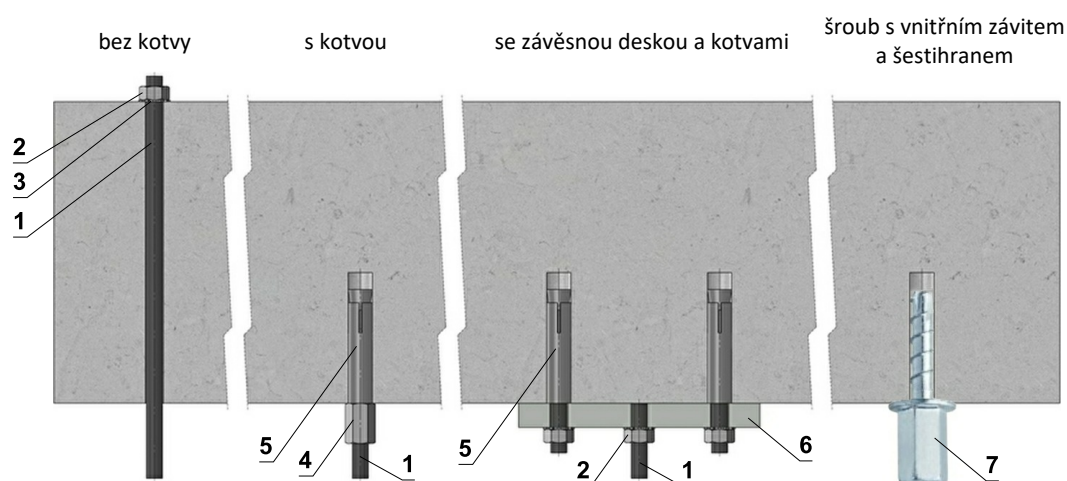 bez kotvy
s kotvou
se závěsnou deskou a kotvami
šroub s vnitřním závitem
a šestihranem
2
3
1
5
4
1
5
2
1
6
7